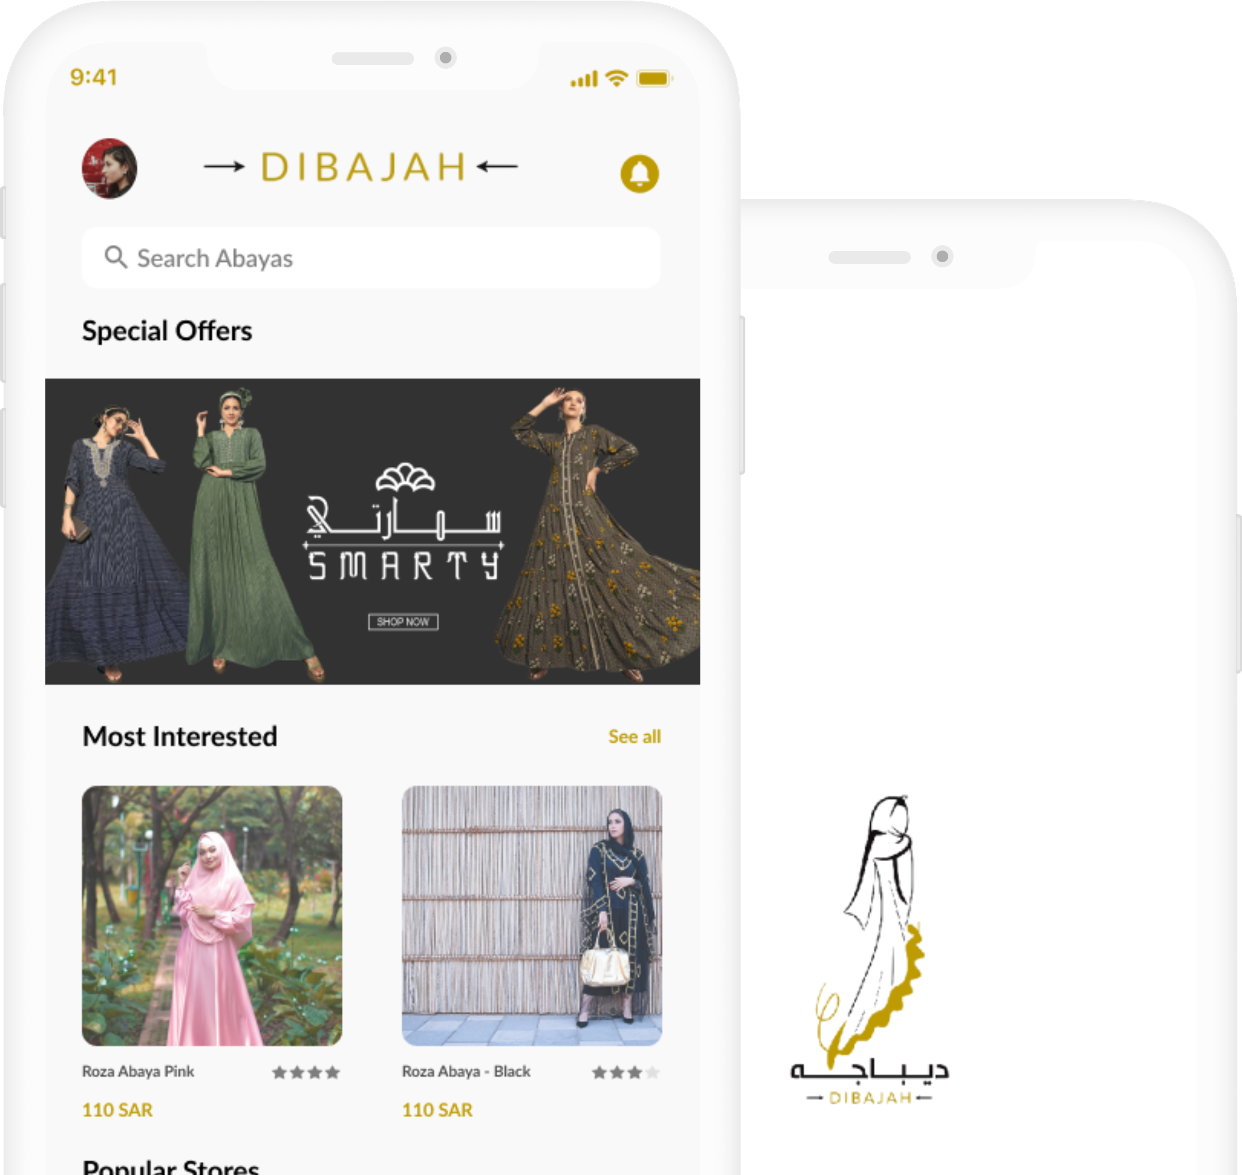 9:41
DIBAJAH
Search Abayas
Special Offers
سمارتي
SMARTY
SHOP NOW
Most Interested
See all
Roza Abaya Pink
110 SAR
Roza Abaya - Black
110 SAR
Popular Stores
ديباجه
DIBAJAH